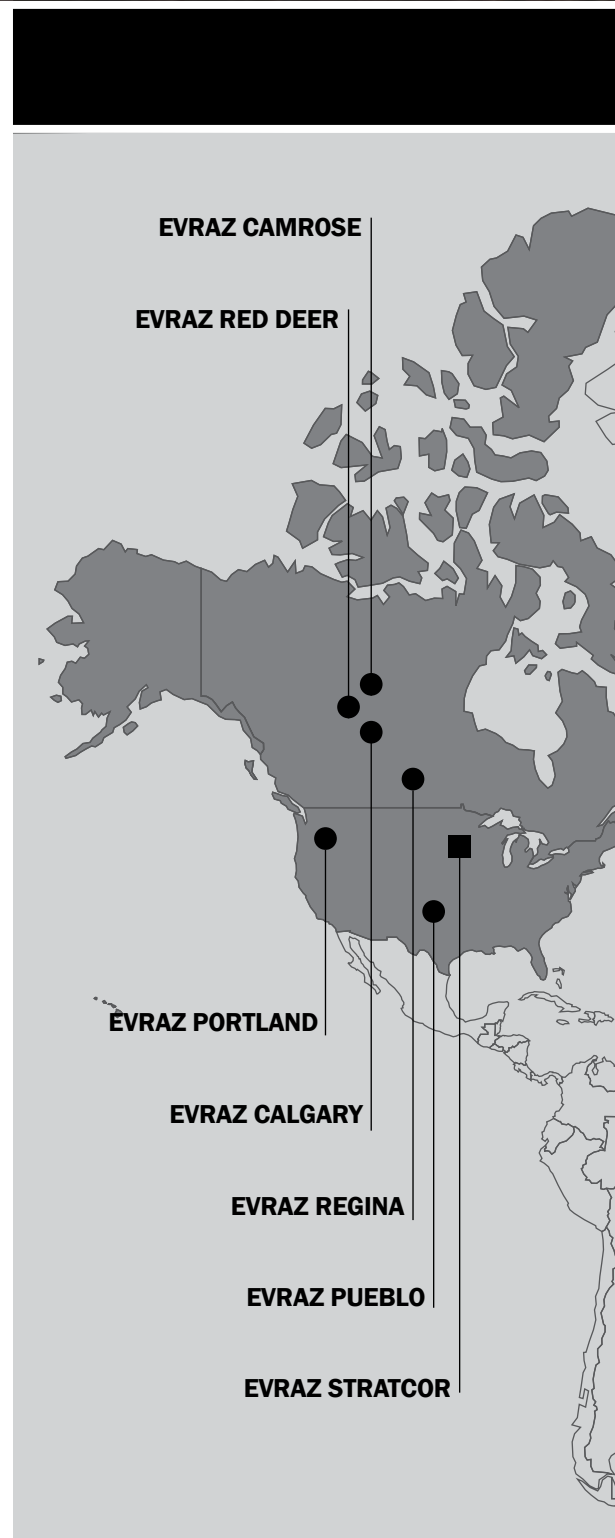 EVRAZ CAMROSE
EVRAZ RED DEER
EVRAZ PORTLAND
EVRAZ CALGARY
EVRAZ REGINA
EVRAZ PUEBLO
EVRAZ STRATCOR